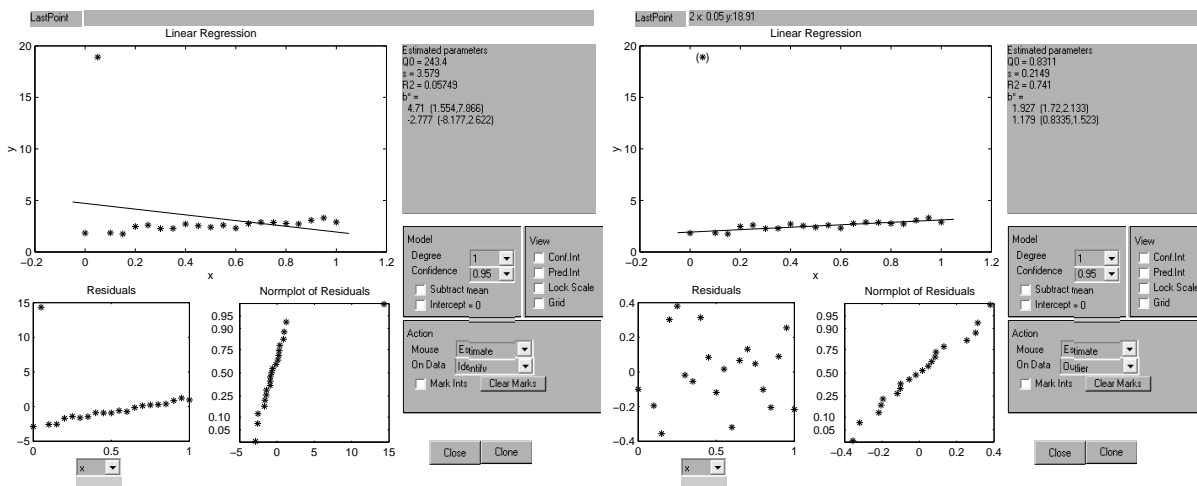 LastPoint
Linear Regression
20
15
10
5
0
−0.2
0
0.2
0.4
0.6
0.8
1
1.2
y
x
Estimated parameters
Q0 = 243.4
s = 3.579
R2 = 0.05749
b* =
4.71 (1.554,7.866)
-2.777 (-8.177,2.622)
Model
Degree 1
Confidence 0.95
Subtract mean
Intercept = 0
View
Conf.Int
Pred.Int
Lock Scale
Grid
Residuals
15
10
5
0
−5
0
0.5
1
x
Normplot of Residuals
0.95
0.90
0.75
0.50
0.25
0.10
0.05
−5
0
5
10
15
Action
Mouse Estimate
On Data Identify
Mark Ints Clear Marks
Close Clone
LastPoint 2 x: 0.05 y:18.91
Linear Regression
20
15
10
5
0
−0.2
0
0.2
0.4
0.6
0.8
1
1.2
y
x
Estimated parameters
Q0 = 0.8311
s = 0.2149
R2 = 0.741
b* =
1.927 (1.72,2.133)
1.179 (0.8335,1.523)
Model
Degree 1
Confidence 0.95
Subtract mean
Intercept = 0
View
Conf.Int
Pred.Int
Lock Scale
Grid
Residuals
0.4
0.2
0
−0.2
−0.4
0
0.5
1
x
Normplot of Residuals
0.95
0.90
0.75
0.50
0.25
0.10
0.05
−0.4
−0.2
0
0.2
0.4
Action
Mouse Estimate
On Data Outlier
Mark Ints Clear Marks
Close Clone